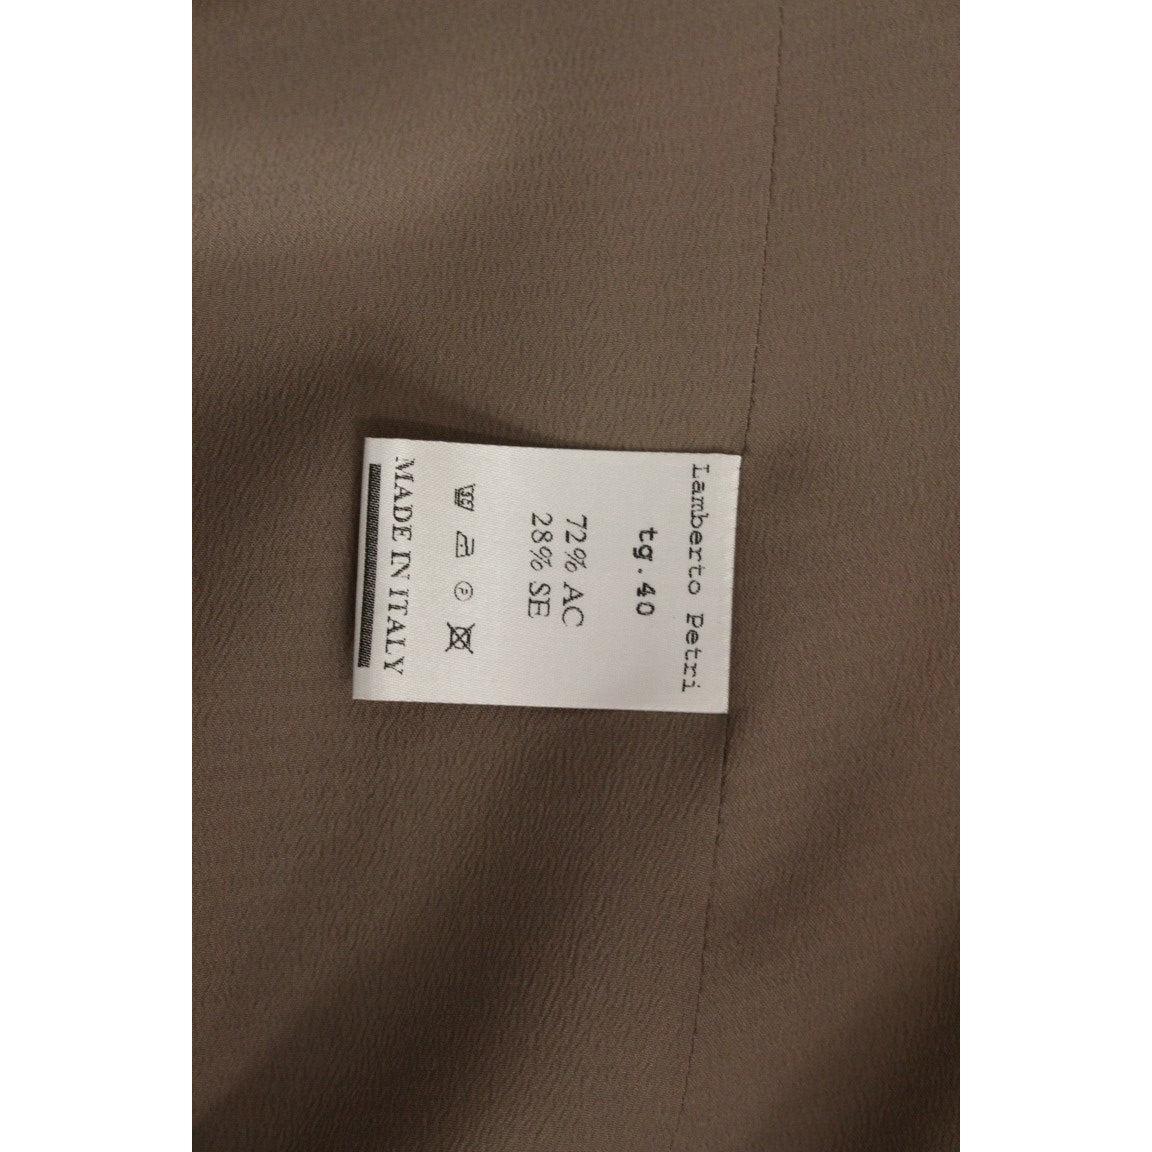 Lamberto Petri
tg.40
72% AC
28% SE
P
MADE IN ITALY